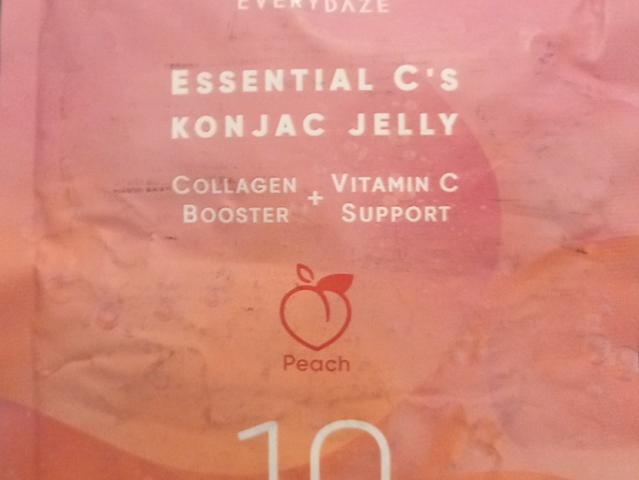 EVERYDAZE
ESSENTIAL C'S
KONJAC JELLY
COLLAGEN BOOSTER + VITAMIN C SUPPORT
Peach
10